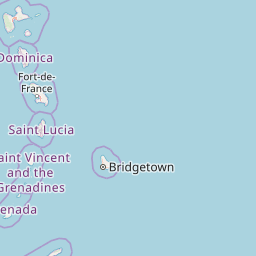 Dominica
Fort-de-
France
Saint Lucia
aint Vincent
and the
Grenadines
Bridgetown
enada